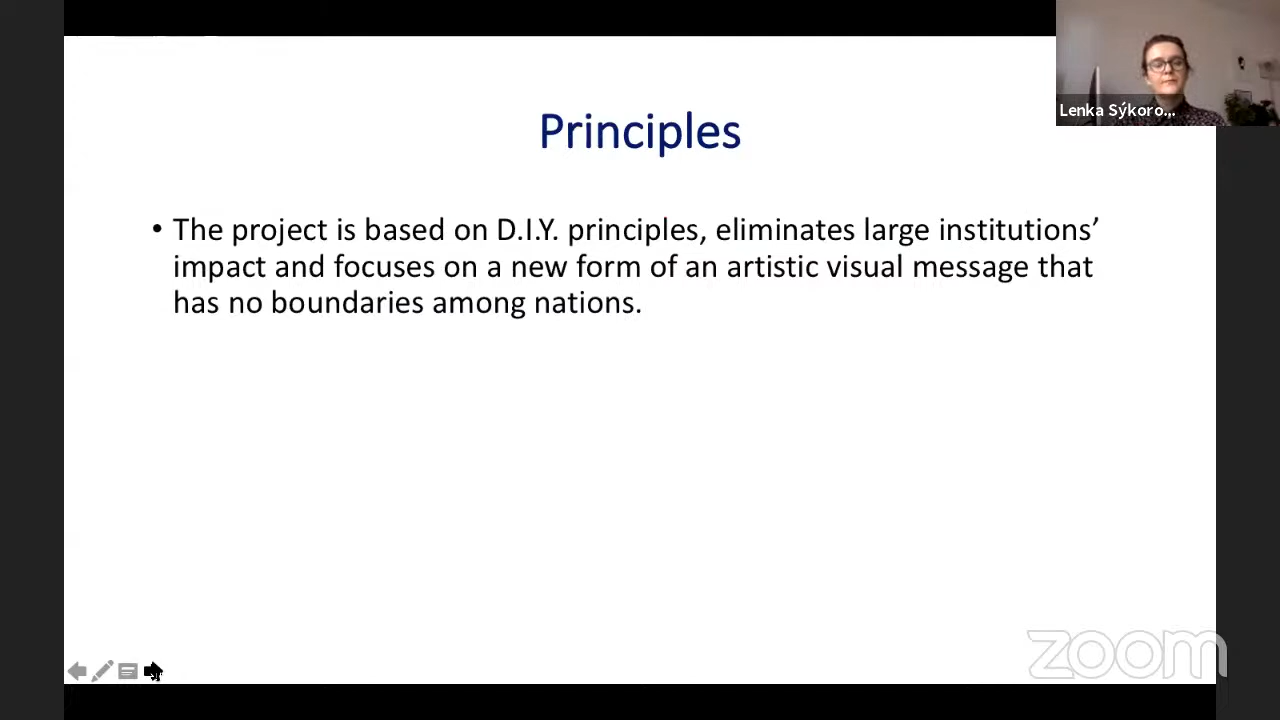 Principles
Lenka Sýkoro...
• The project is based on D.I.Y. principles, eliminates large institutions’
impact and focuses on a new form of an artistic visual message that
has no boundaries among nations.
zoom